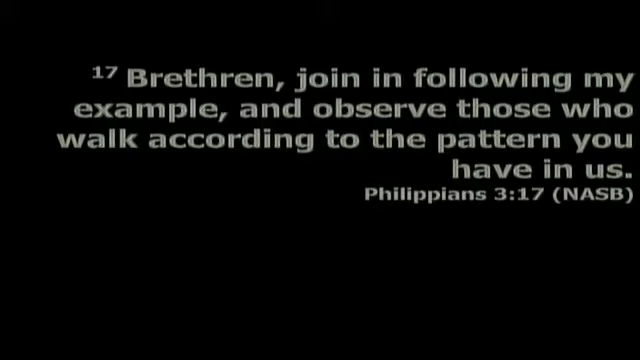 17 Brethren, join in following my
example, and observe those who
walk according to the pattern you
have in us.
Philippians 3:17 (NASB)